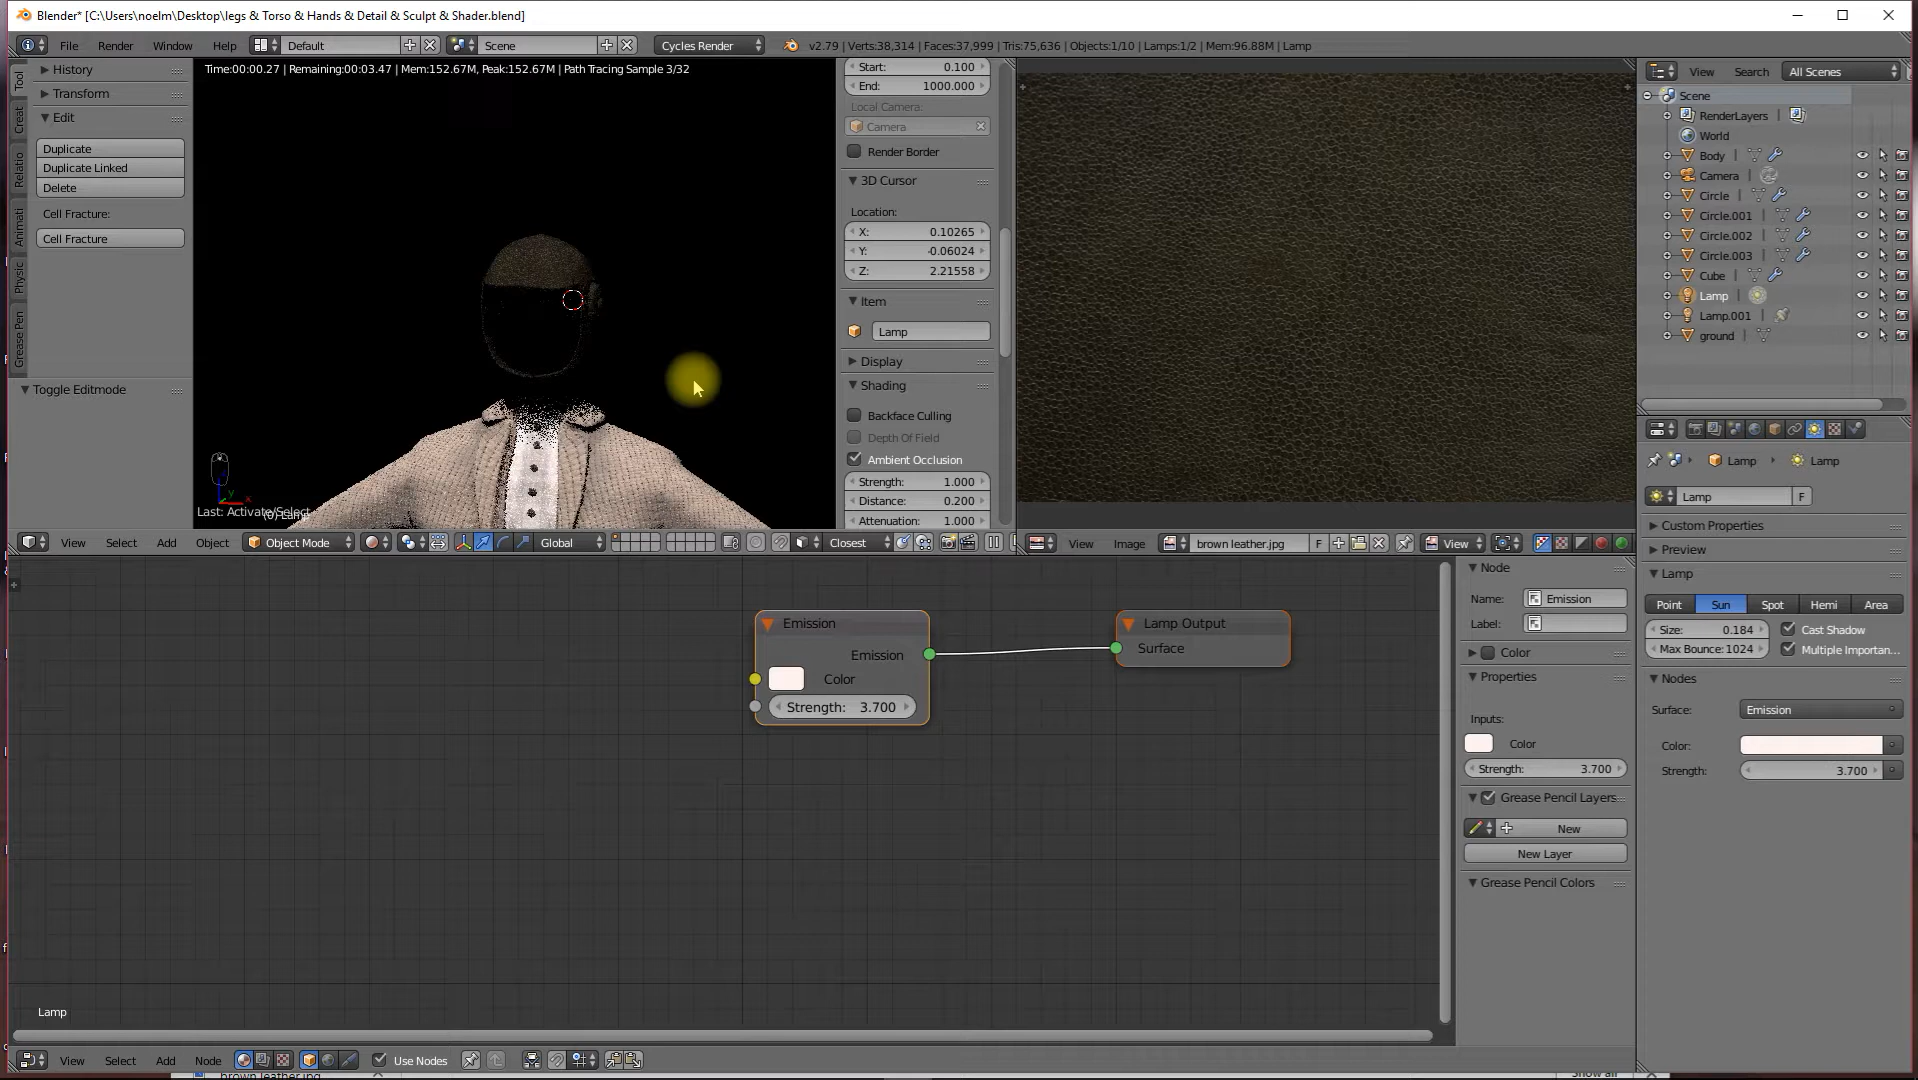 Blender* [C:\Users\noelm\Desktop\legs & Torso & Hands & Detail & Sculpt & Shader.blend]
File Render Window Help Default Scene Cycles Render v2.79 | Verts:38,314 | Faces:37,999 | Tris:75,636 | Objects:1/10 | Lamps:1/2 | Mem:96.88M | Lamp
Time:00:00.27 | Remaining:00:03.47 | Mem:152.67M, Peak:152.67M | Path Tracing Sample 3/32
Tool
Creat
Relatio
Animati
Physic
Grease Pen
History
Transform
Edit
Duplicate
Duplicate Linked
Delete
Cell Fracture:
Cell Fracture
Toggle Editmode
Last: Activate/Select
Start: 0.100
End: 1000.000
Local Camera:
Camera
Render Border
3D Cursor
Location:
X: 0.10265
Y: -0.06024
Z: 2.21558
Item
Lamp
Display
Shading
Backface Culling
Depth Of Field
Ambient Occlusion
Strength: 1.000
Distance: 0.200
Attenuation: 1.000
View Select Add Object Object Mode Global Closest
View Image brown leather.jpg F View
View Search All Scenes
Scene
RenderLayers
World
Body
Camera
Circle
Circle.001
Circle.002
Circle.003
Cube
Lamp
Lamp.001
ground
Lamp Lamp
Lamp F
Custom Properties
Preview
Lamp
Point Sun Spot Hemi Area
Size: 0.184 Cast Shadow
Max Bounce:1024 Multiple Importan...
Nodes
Surface: Emission
Color:
Strength: 3.700
Emission
Emission
Color
Strength: 3.700
Lamp Output
Surface
Node
Name: Emission
Label:
Color
Properties
Inputs:
Color
Strength: 3.700
Grease Pencil Layers
New
New Layer
Grease Pencil Colors
Lamp
View Select Add Node Use Nodes
brown leather.jpg